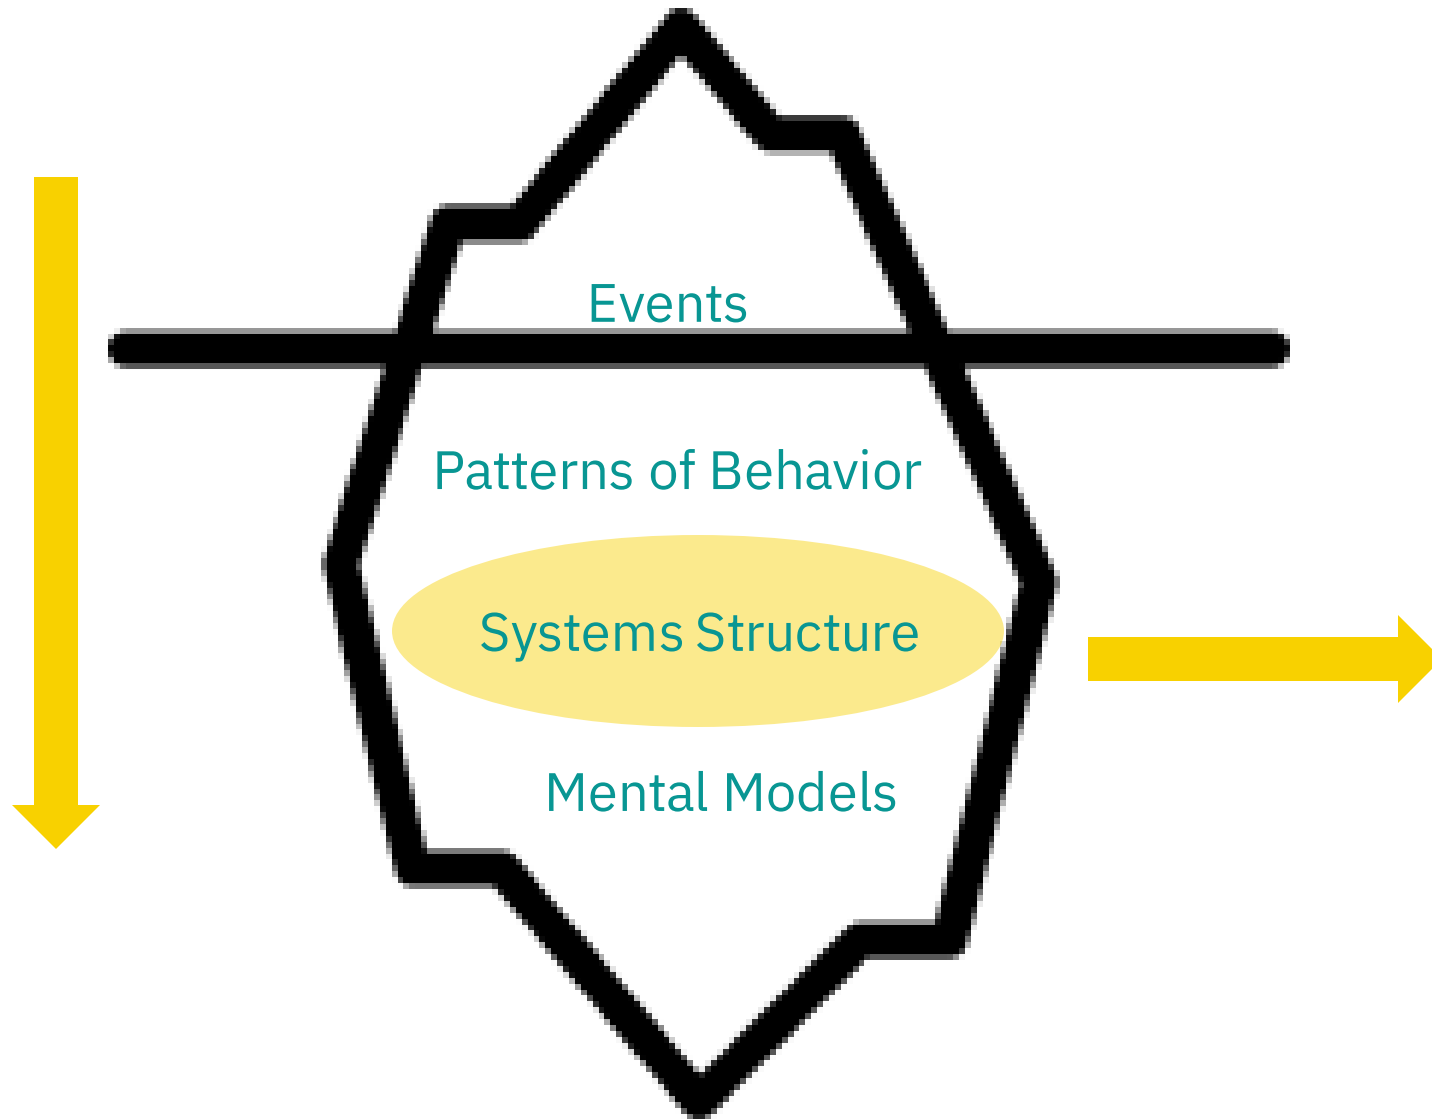 Events
Patterns of Behavior
Systems Structure
Mental Models